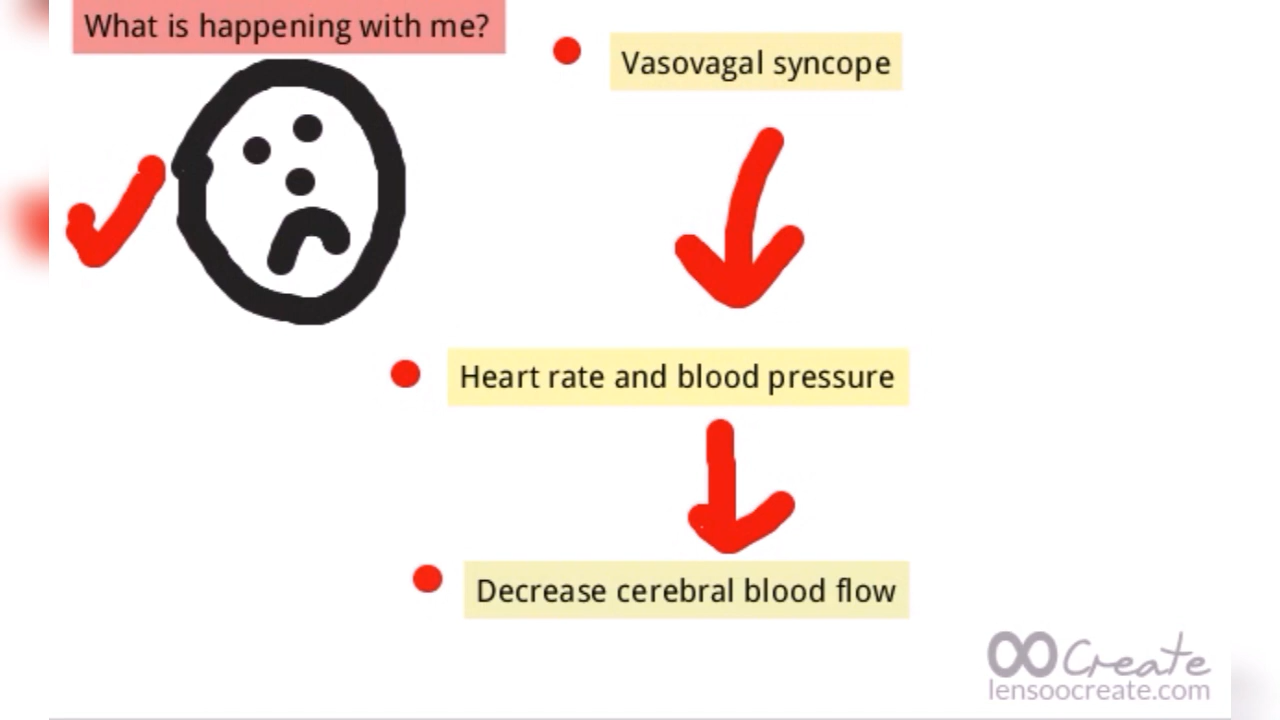 What is happening with me?
Vasovagal syncope
Heart rate and blood pressure
Decrease cerebral blood flow
Create
lensoocreate.com